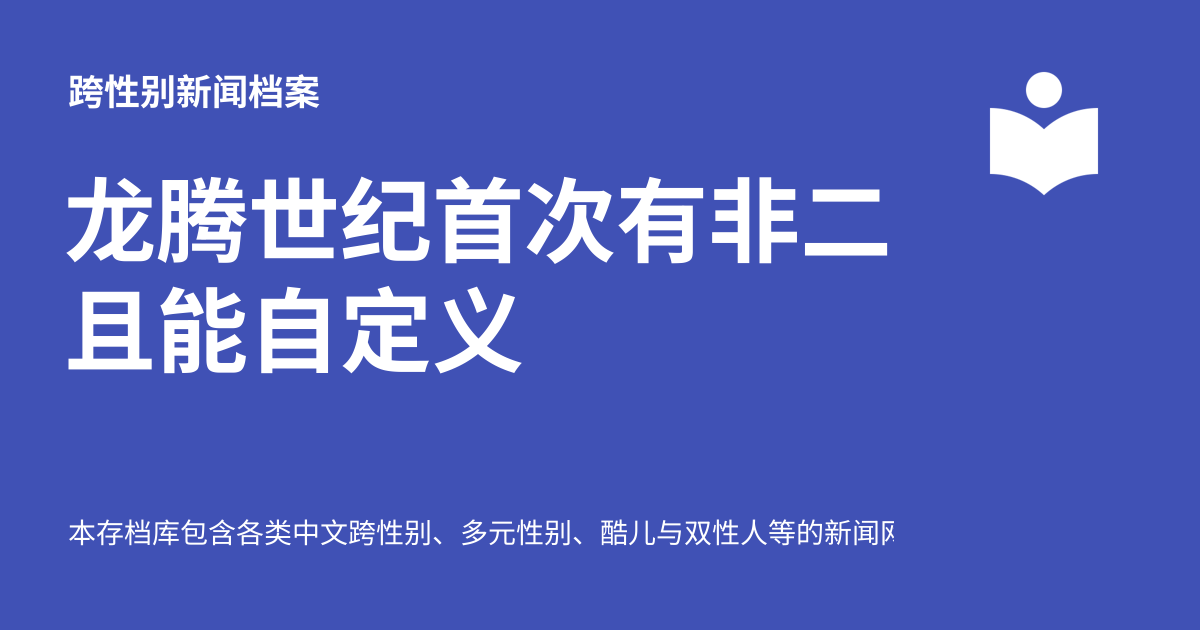 跨性别新闻档案
龙腾世纪首次有非二
且能自定义
本存档库包含各类中文跨性别、多元性别、酷儿与双性人等的新闻网